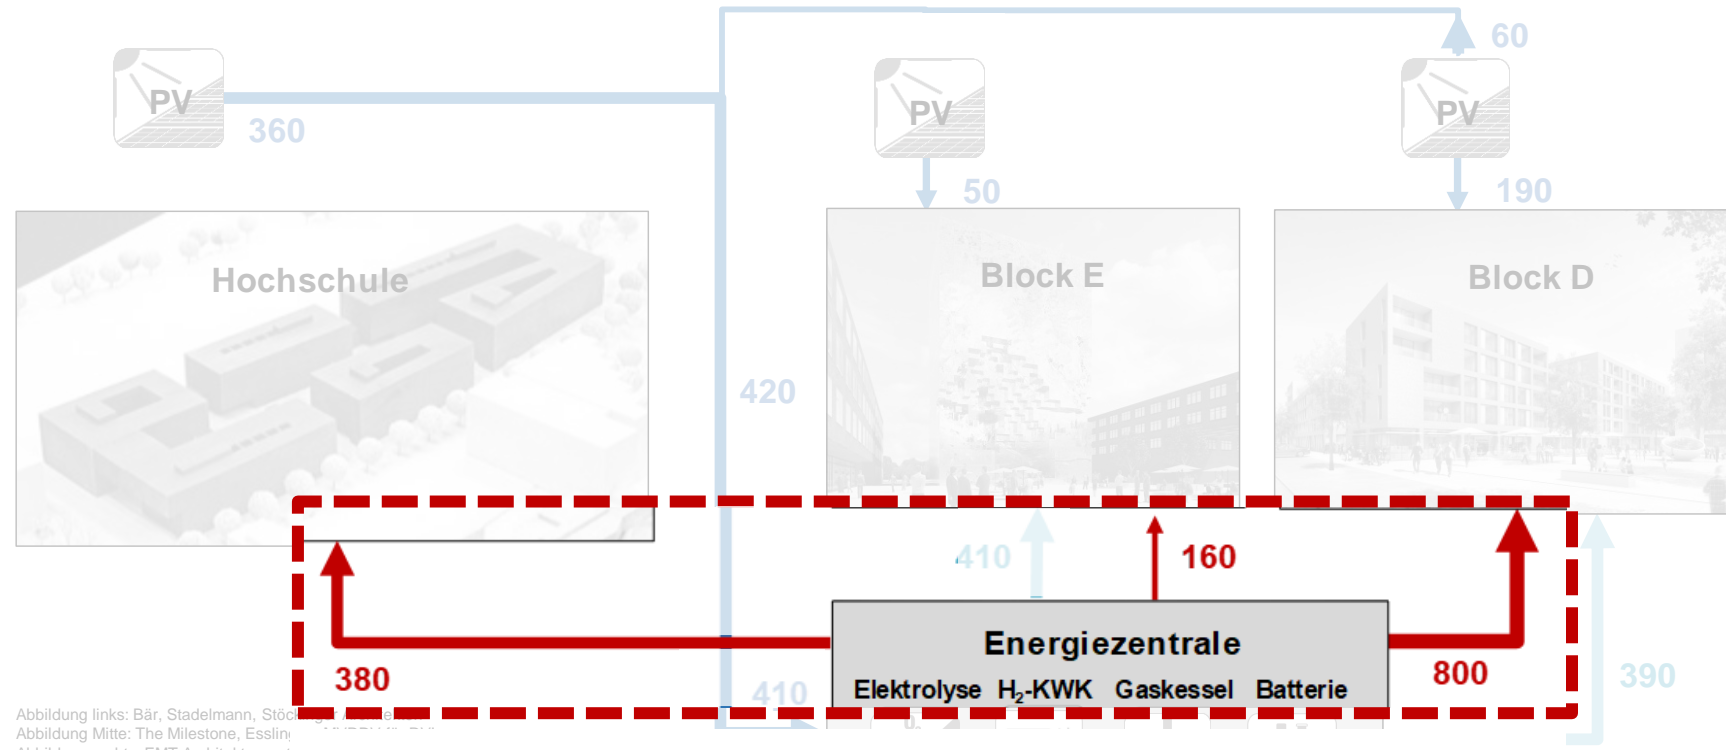 60
PV
PV
PV
360
50
190
Hochschule
Block E
Block D
420
410
160
Energiezentrale
380
800
390
410
Elektrolyse H₂-KWK Gaskessel Batterie
Abbildung links: Bär, Stadelmann, Stöc
Abbildung Mitte: The Milestone, Essling